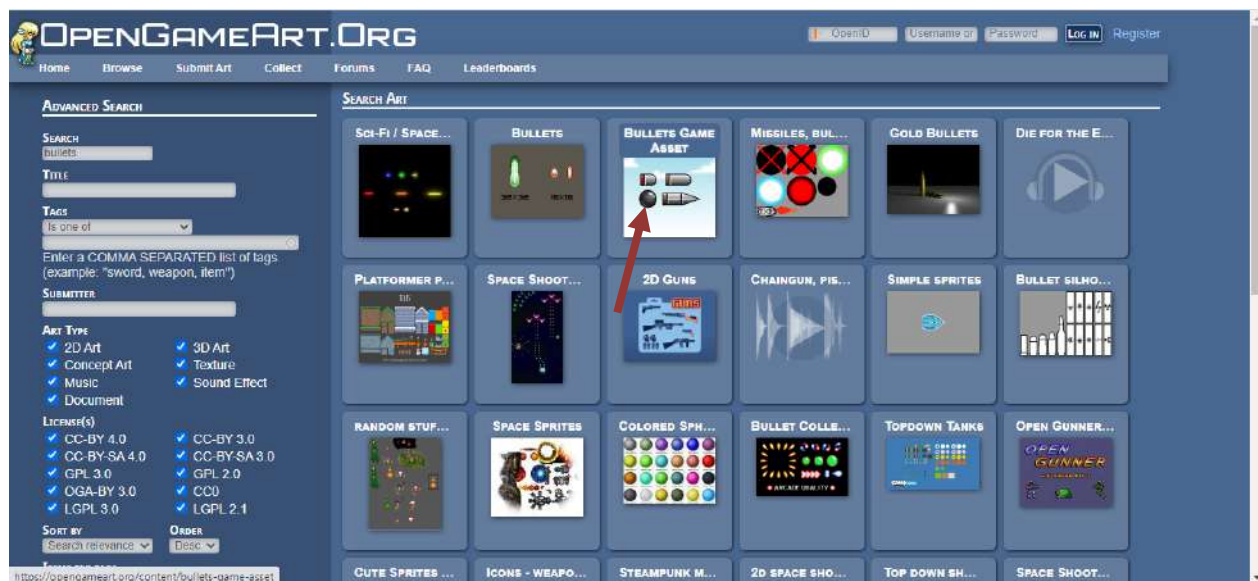 OpenGameArt.Org
OpenID
Username or
Password
Log in
Register
Home Browse Submit Art Collect Forums FAQ Leaderboards
Advanced Search
Search
bullets
Title
Tags
Is one of
Enter a COMMA SEPARATED list of tags
(example: "sword, weapon, item")
Submitter
Art Type
2D Art 3D Art
Concept Art Texture
Music Sound Effect
Document
License(s)
CC-BY 4.0 CC-BY 3.0
CC-BY-SA 4.0 CC-BY-SA 3.0
GPL 3.0 GPL 2.0
OGA-BY 3.0 CC0
LGPL 3.0 LGPL 2.1
Sort by Order
Search relevance Desc
https://opengameart.org/content/bullets-game-asset
Search Art
Sci-Fi / Space...
Bullets
Bullets Game
Asset
Missiles, bul...
Gold Bullets
Die for the E...
Platformer p...
Space Shoot...
2D Guns
GUNS
Chaingun, pis...
Simple sprites
Bullet silho...
random stuf...
Space Sprites
Colored Sph...
Bullet Colle...
ARCADE QUALITY
Topdown Tanks
Open Gunner...
OPEN
GUNNER
Cute Sprites ...
Icons - weapo...
Steampunk m...
2D space sho...
Top down sh...
Space Shoot...